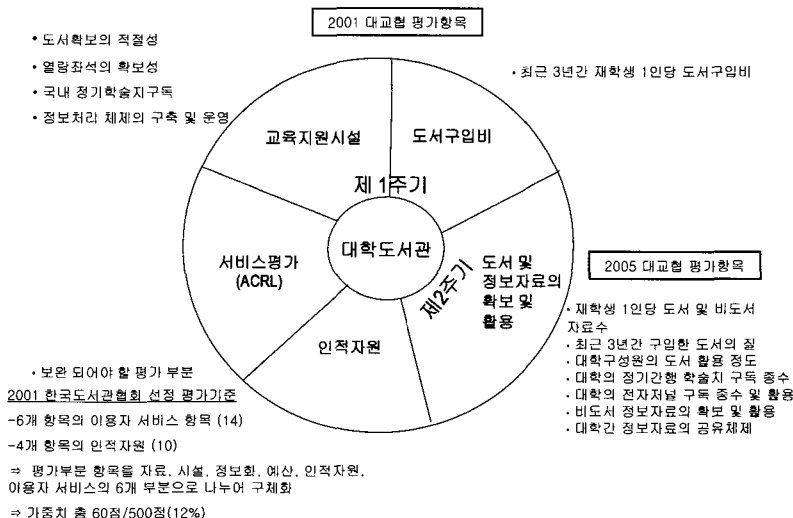 2001 대교협 평가항목
• 도서확보의 적절성
• 열람좌석의 확보성
• 국내 정기학술지구독
• 정보처리 체제의 구축 및 운영
• 최근 3년간 재학생 1인당 도서구입비
교육지원시설
도서구입비
제 1주기
대학도서관
서비스평가
(ACRL)
제2주기
도서 및
정보자료의
확보 및
활용
인적자원
2005 대교협 평가항목
• 재학생 1인당 도서 및 비도서
자료수
• 최근 3년간 구입한 도서의 질
• 대학구성원의 도서 활용 정도
• 대학의 정기간행 학술지 구독 종수
• 대학의 전자저널 구독 종수 및 활용
• 비도서 정보자료의 확보 및 활용
• 대학간 정보자료의 공유체제
• 보완 되어야 할 평가 부분
2001 한국도서관협회 선정 평가기준
-6개 항목의 이용자 서비스 항목 (14)
-4개 항목의 인적자원 (10)
⇒ 평가부분 항목을 자료, 시설, 정보화, 예산, 인적자원,
이용자 서비스의 6개 부분으로 나누어 구체화
⇒ 가중치 총 60점/500점(12%)